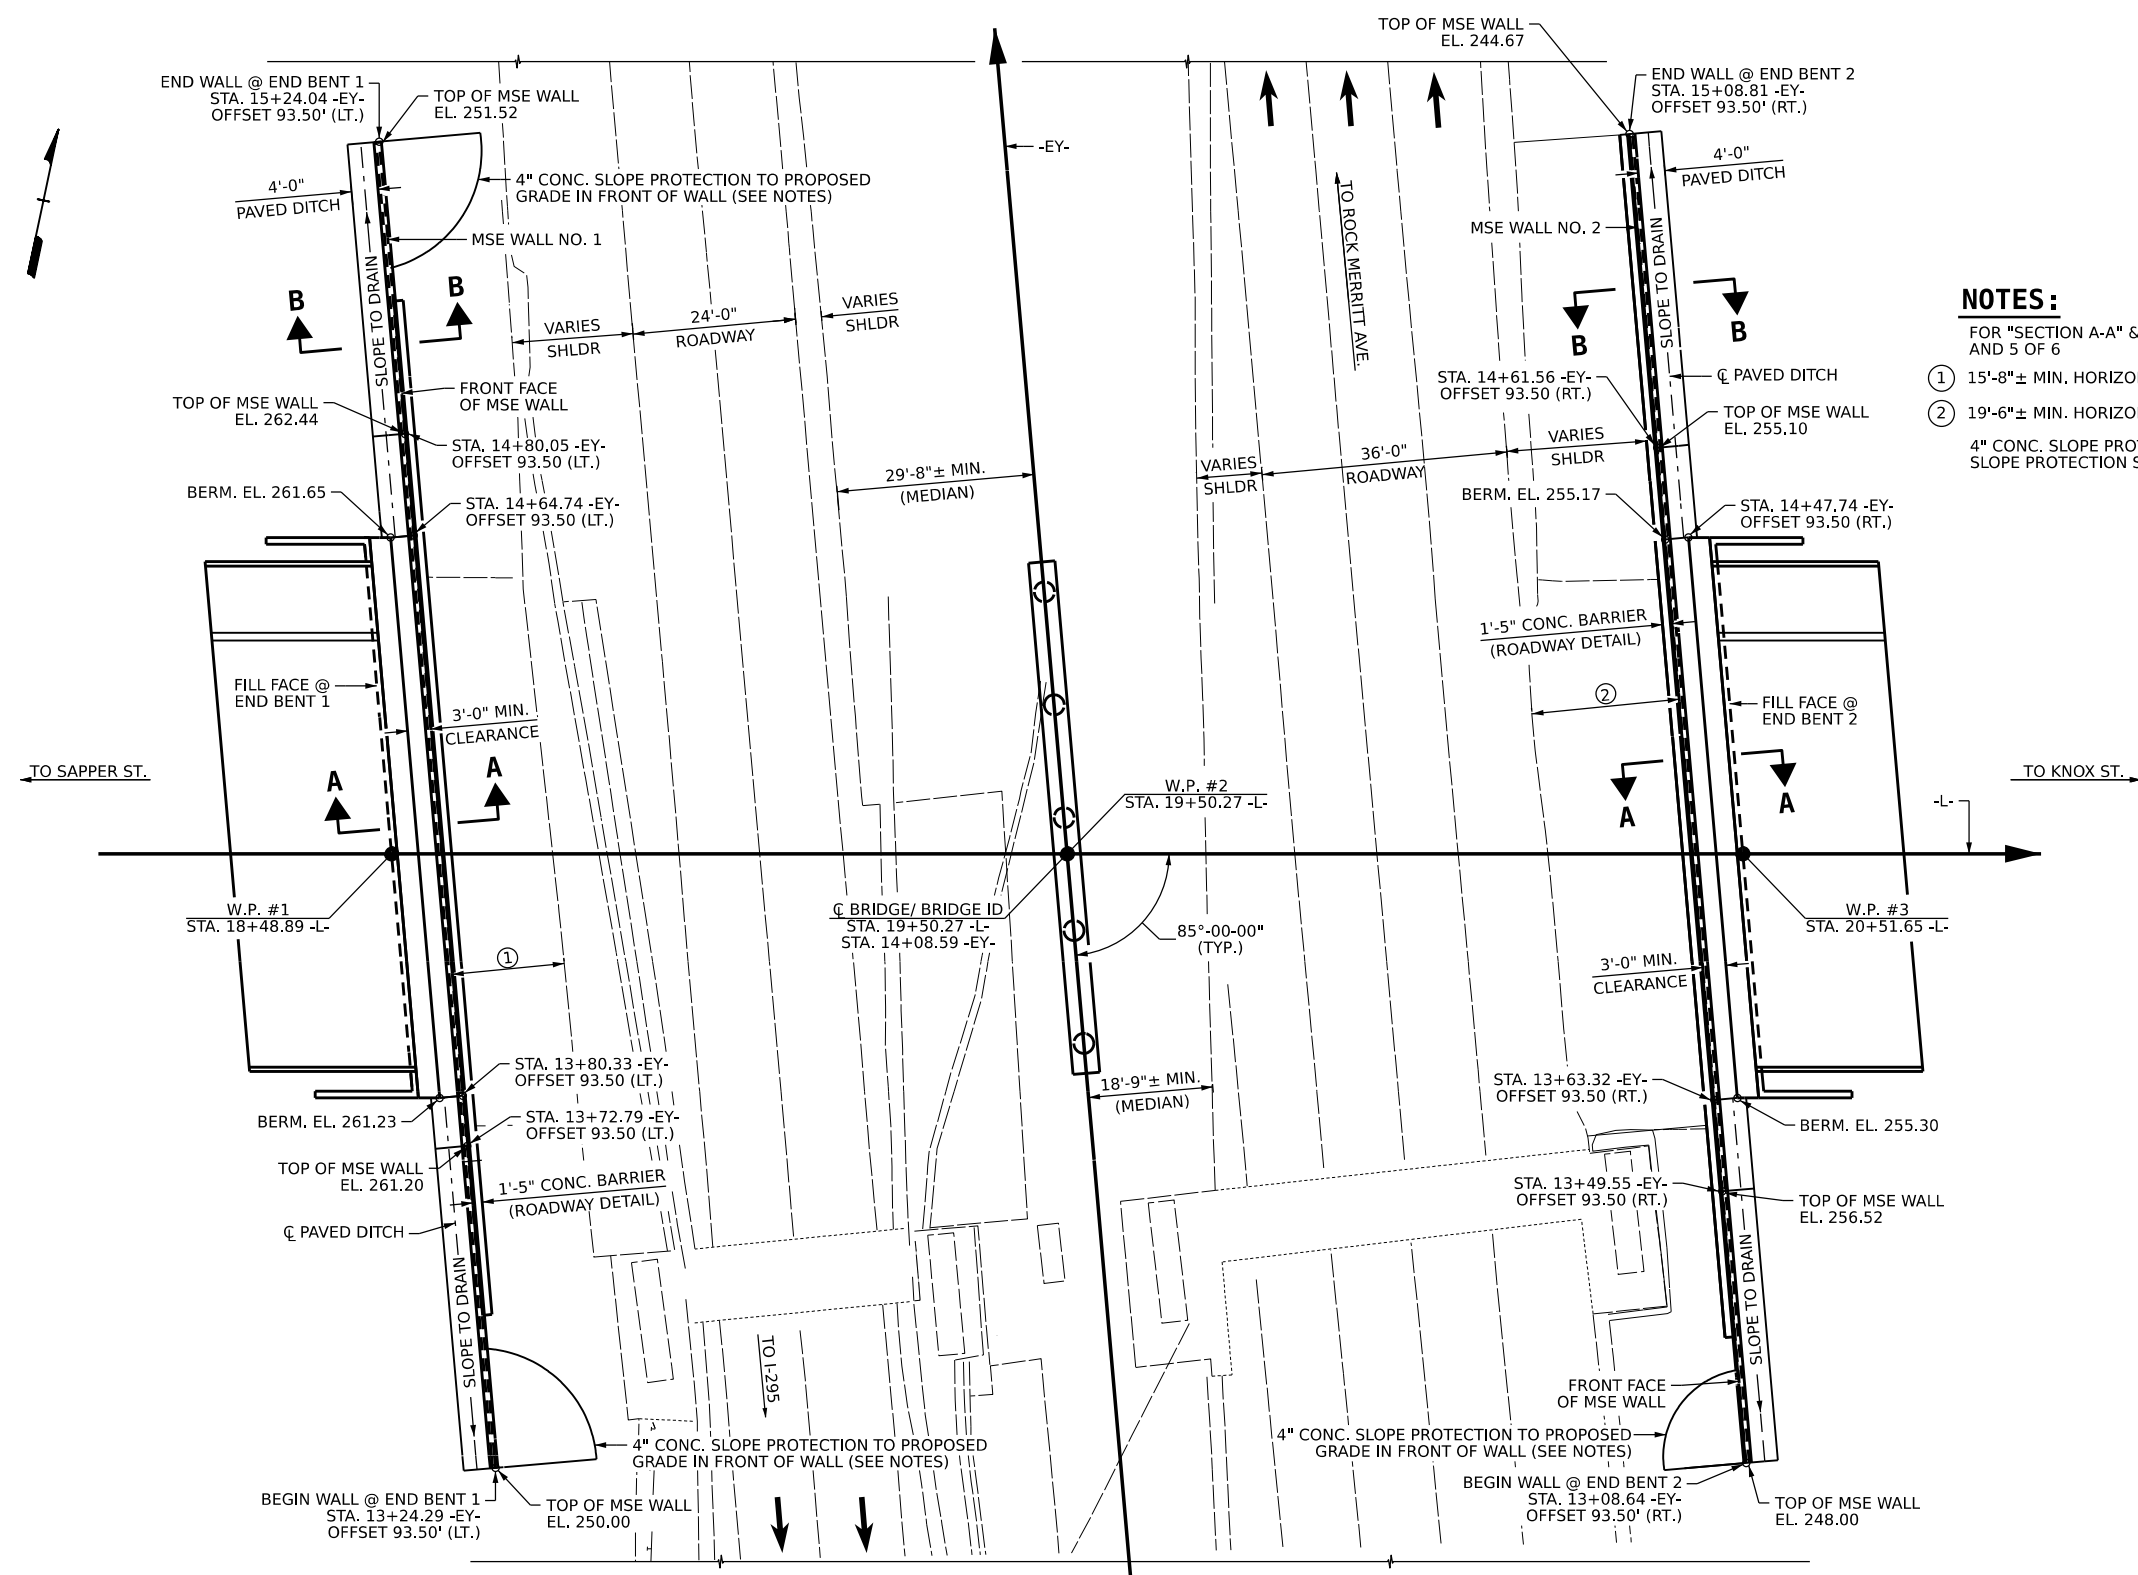 TOP OF MSE WALL
EL. 244.67
END WALL @ END BENT 1
STA. 15+24.04 -EY-
OFFSET 93.50' (LT.)
TOP OF MSE WALL
EL. 251.52
END WALL @ END BENT 2
STA. 15+08.81 -EY-
OFFSET 93.50' (RT.)
-EY-
4'-0"
PAVED DITCH
4" CONC. SLOPE PROTECTION TO PROPOSED
GRADE IN FRONT OF WALL (SEE NOTES)
MSE WALL NO. 1
SLOPE TO DRAIN
TO ROCK MERRITT AVE.
4'-0"
PAVED DITCH
MSE WALL NO. 2
SLOPE TO DRAIN
B
B
B
B
VARIES
SHLDR
24'-0"
ROADWAY
VARIES
SHLDR
NOTES:
FOR "SECTION A-A" &
AND 5 OF 6
1 15'-8"± MIN. HORIZO
2 19'-6"± MIN. HORIZO
4" CONC. SLOPE PRO
SLOPE PROTECTION S
FRONT FACE
OF MSE WALL
TOP OF MSE WALL
EL. 262.44
STA. 14+80.05 -EY-
OFFSET 93.50 (LT.)
STA. 14+61.56 -EY-
OFFSET 93.50 (RT.)
℄ PAVED DITCH
TOP OF MSE WALL
EL. 255.10
BERM. EL. 261.65
STA. 14+64.74 -EY-
OFFSET 93.50 (LT.)
29'-8"± MIN.
(MEDIAN)
VARIES
SHLDR
36'-0"
ROADWAY
VARIES
SHLDR
BERM. EL. 255.17
STA. 14+47.74 -EY-
OFFSET 93.50 (RT.)
1'-5" CONC. BARRIER
(ROADWAY DETAIL)
FILL FACE @
END BENT 1
3'-0" MIN.
CLEARANCE
2
FILL FACE @
END BENT 2
A
A
A
A
TO SAPPER ST.
TO KNOX ST.
W.P. #2
STA. 19+50.27 -L-
-L-
W.P. #1
STA. 18+48.89 -L-
℄ BRIDGE/ BRIDGE ID
STA. 19+50.27 -L-
STA. 14+08.59 -EY-
85°-00-00"
(TYP.)
W.P. #3
STA. 20+51.65 -L-
1
3'-0" MIN.
CLEARANCE
STA. 13+80.33 -EY-
OFFSET 93.50 (LT.)
18'-9"± MIN.
(MEDIAN)
STA. 13+63.32 -EY-
OFFSET 93.50 (RT.)
BERM. EL. 261.23
STA. 13+72.79 -EY-
OFFSET 93.50 (LT.)
BERM. EL. 255.30
TOP OF MSE WALL
EL. 261.20
1'-5" CONC. BARRIER
(ROADWAY DETAIL)
STA. 13+49.55 -EY-
OFFSET 93.50 (RT.)
TOP OF MSE WALL
EL. 256.52
℄ PAVED DITCH
SLOPE TO DRAIN
TO I-295
SLOPE TO DRAIN
FRONT FACE
OF MSE WALL
4" CONC. SLOPE PROTECTION TO PROPOSED
GRADE IN FRONT OF WALL (SEE NOTES)
4" CONC. SLOPE PROTECTION TO PROPOSED
GRADE IN FRONT OF WALL (SEE NOTES)
BEGIN WALL @ END BENT 1
STA. 13+24.29 -EY-
OFFSET 93.50' (LT.)
TOP OF MSE WALL
EL. 250.00
BEGIN WALL @ END BENT 2
STA. 13+08.64 -EY-
OFFSET 93.50' (RT.)
TOP OF MSE WALL
EL. 248.00